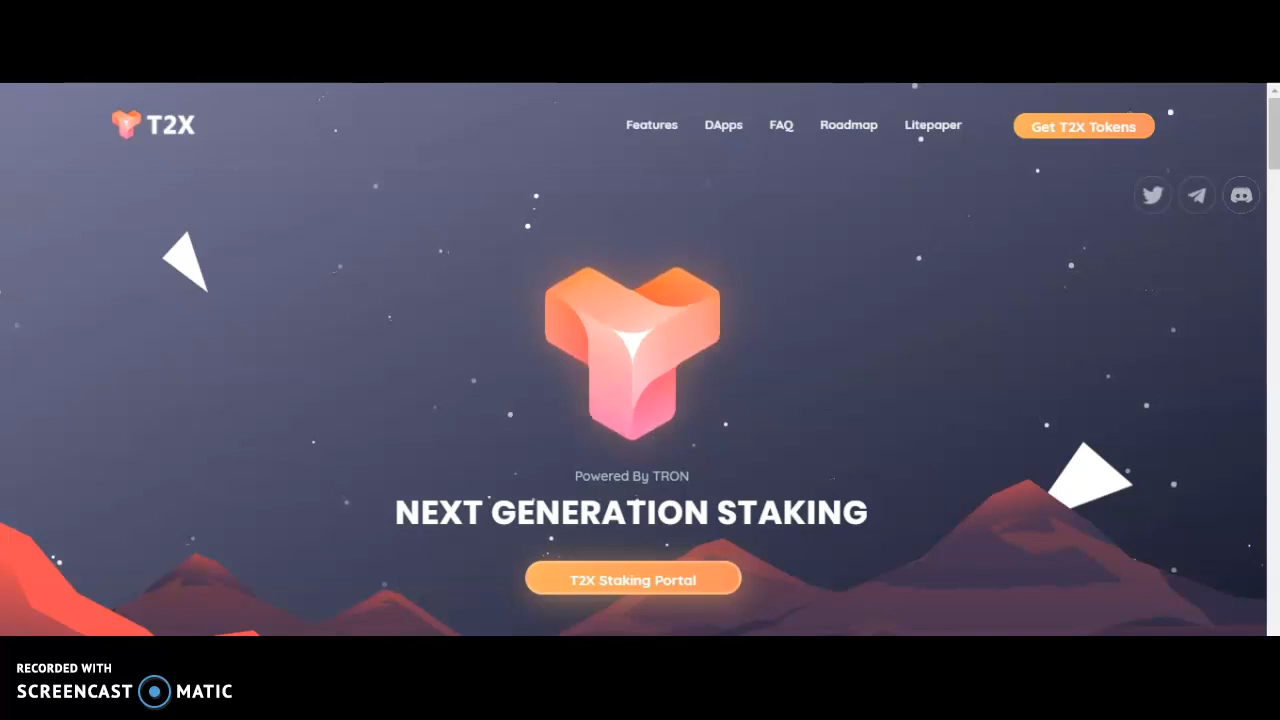 T2X
Features DApps FAQ Roadmap Litepaper Get T2X Tokens
Powered By TRON
NEXT GENERATION STAKING
T2X Staking Portal
RECORDED WITH
SCREENCAST MATIC